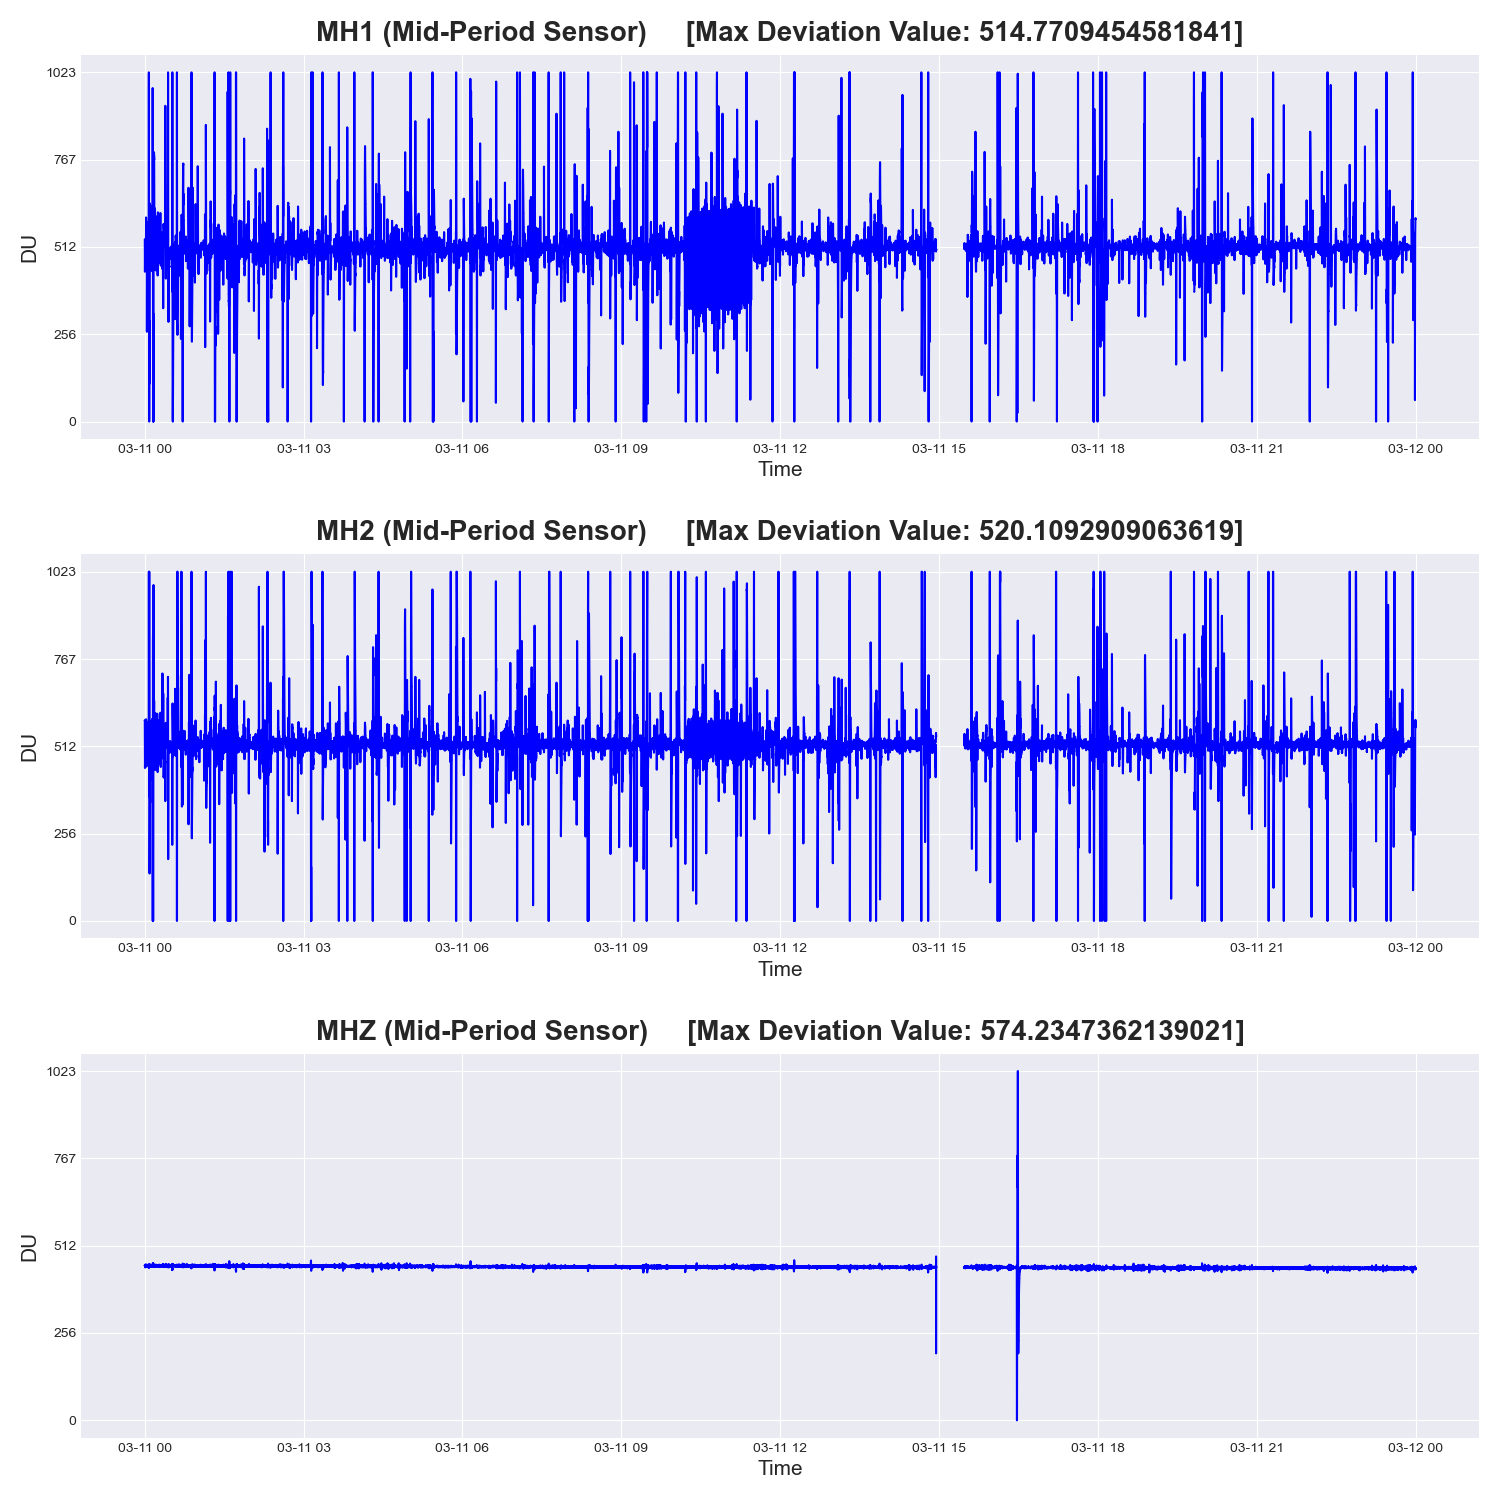 MH1 (Mid-Period Sensor) [Max Deviation Value: 514.7709454581841]
1023
767
512
256
0
DU
03-11 00 03-11 03 03-11 06 03-11 09 03-11 12 03-11 15 03-11 18 03-11 21 03-12 00
Time
MH2 (Mid-Period Sensor) [Max Deviation Value: 520.1092909063619]
1023
767
512
256
0
DU
03-11 00 03-11 03 03-11 06 03-11 09 03-11 12 03-11 15 03-11 18 03-11 21 03-12 00
Time
MHZ (Mid-Period Sensor) [Max Deviation Value: 574.2347362139021]
1023
767
512
256
0
DU
03-11 00 03-11 03 03-11 06 03-11 09 03-11 12 03-11 15 03-11 18 03-11 21 03-12 00
Time